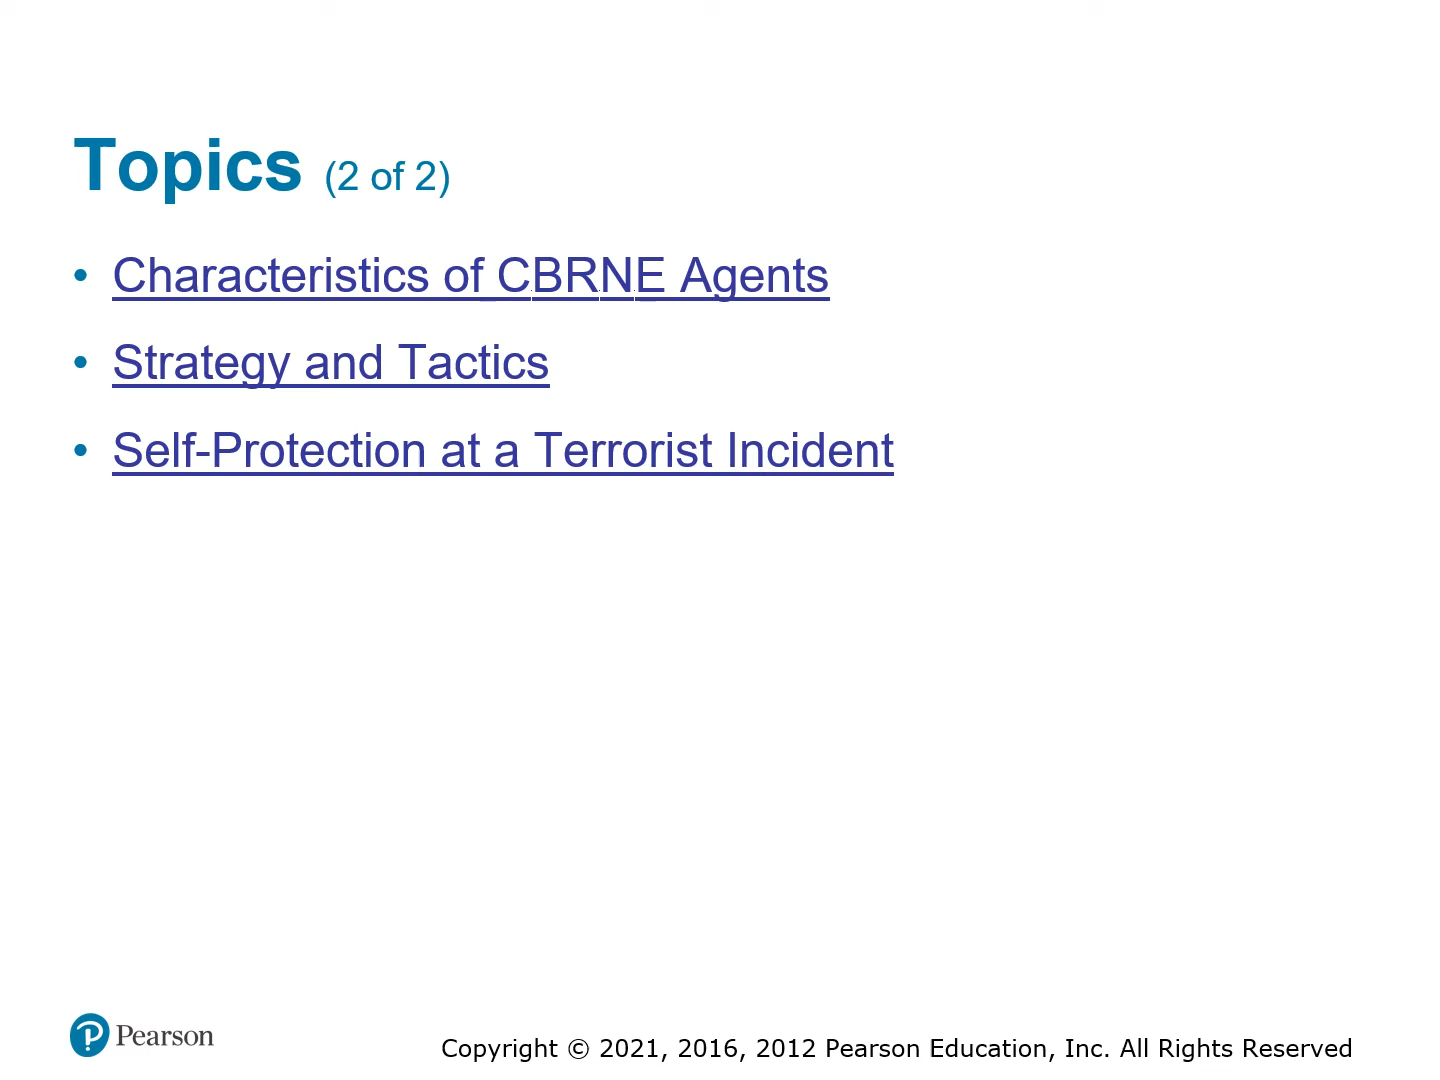 Topics (2 of 2)
• Characteristics of CBRNE Agents
• Strategy and Tactics
• Self-Protection at a Terrorist Incident
Pearson
Copyright © 2021, 2016, 2012 Pearson Education, Inc. All Rights Reserved